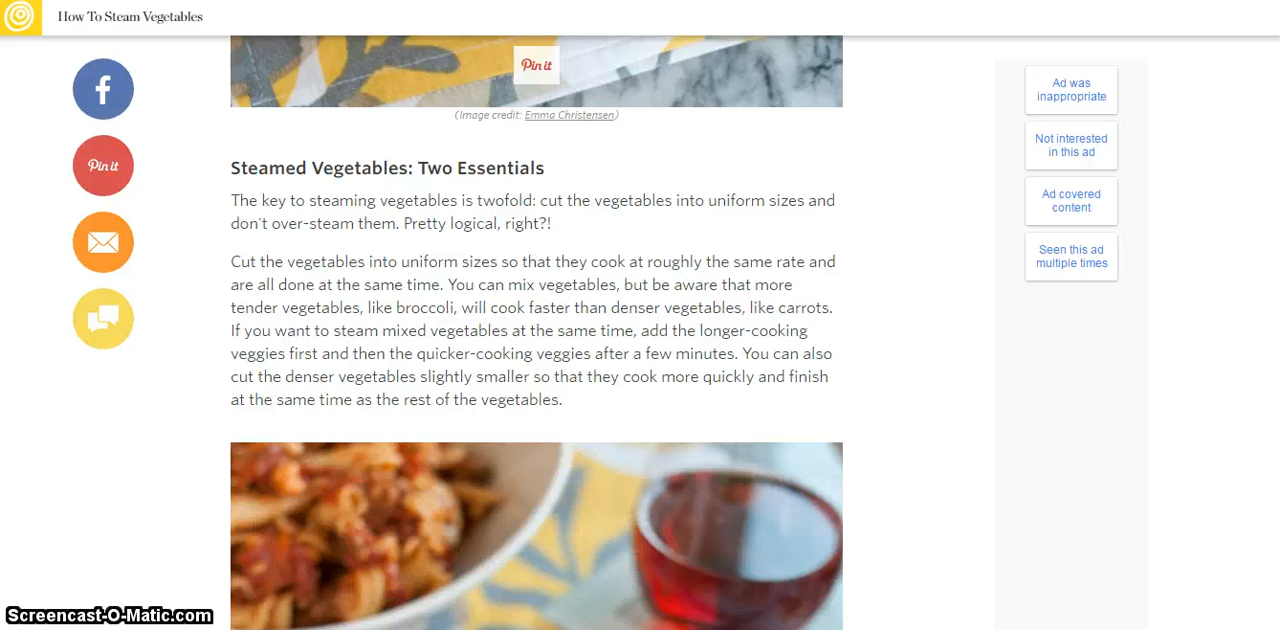 How To Steam Vegetables
Pin it
(Image credit: Emma Christensen)
Pin it
Steamed Vegetables: Two Essentials
The key to steaming vegetables is twofold: cut the vegetables into uniform sizes and
don't over-steam them. Pretty logical, right?!
Cut the vegetables into uniform sizes so that they cook at roughly the same rate and
are all done at the same time. You can mix vegetables, but be aware that more
tender vegetables, like broccoli, will cook faster than denser vegetables, like carrots.
If you want to steam mixed vegetables at the same time, add the longer-cooking
veggies first and then the quicker-cooking veggies after a few minutes. You can also
cut the denser vegetables slightly smaller so that they cook more quickly and finish
at the same time as the rest of the vegetables.
Ad was
inappropriate
Not interested
in this ad
Ad covered
content
Seen this ad
multiple times
Screencast-O-Matic.com